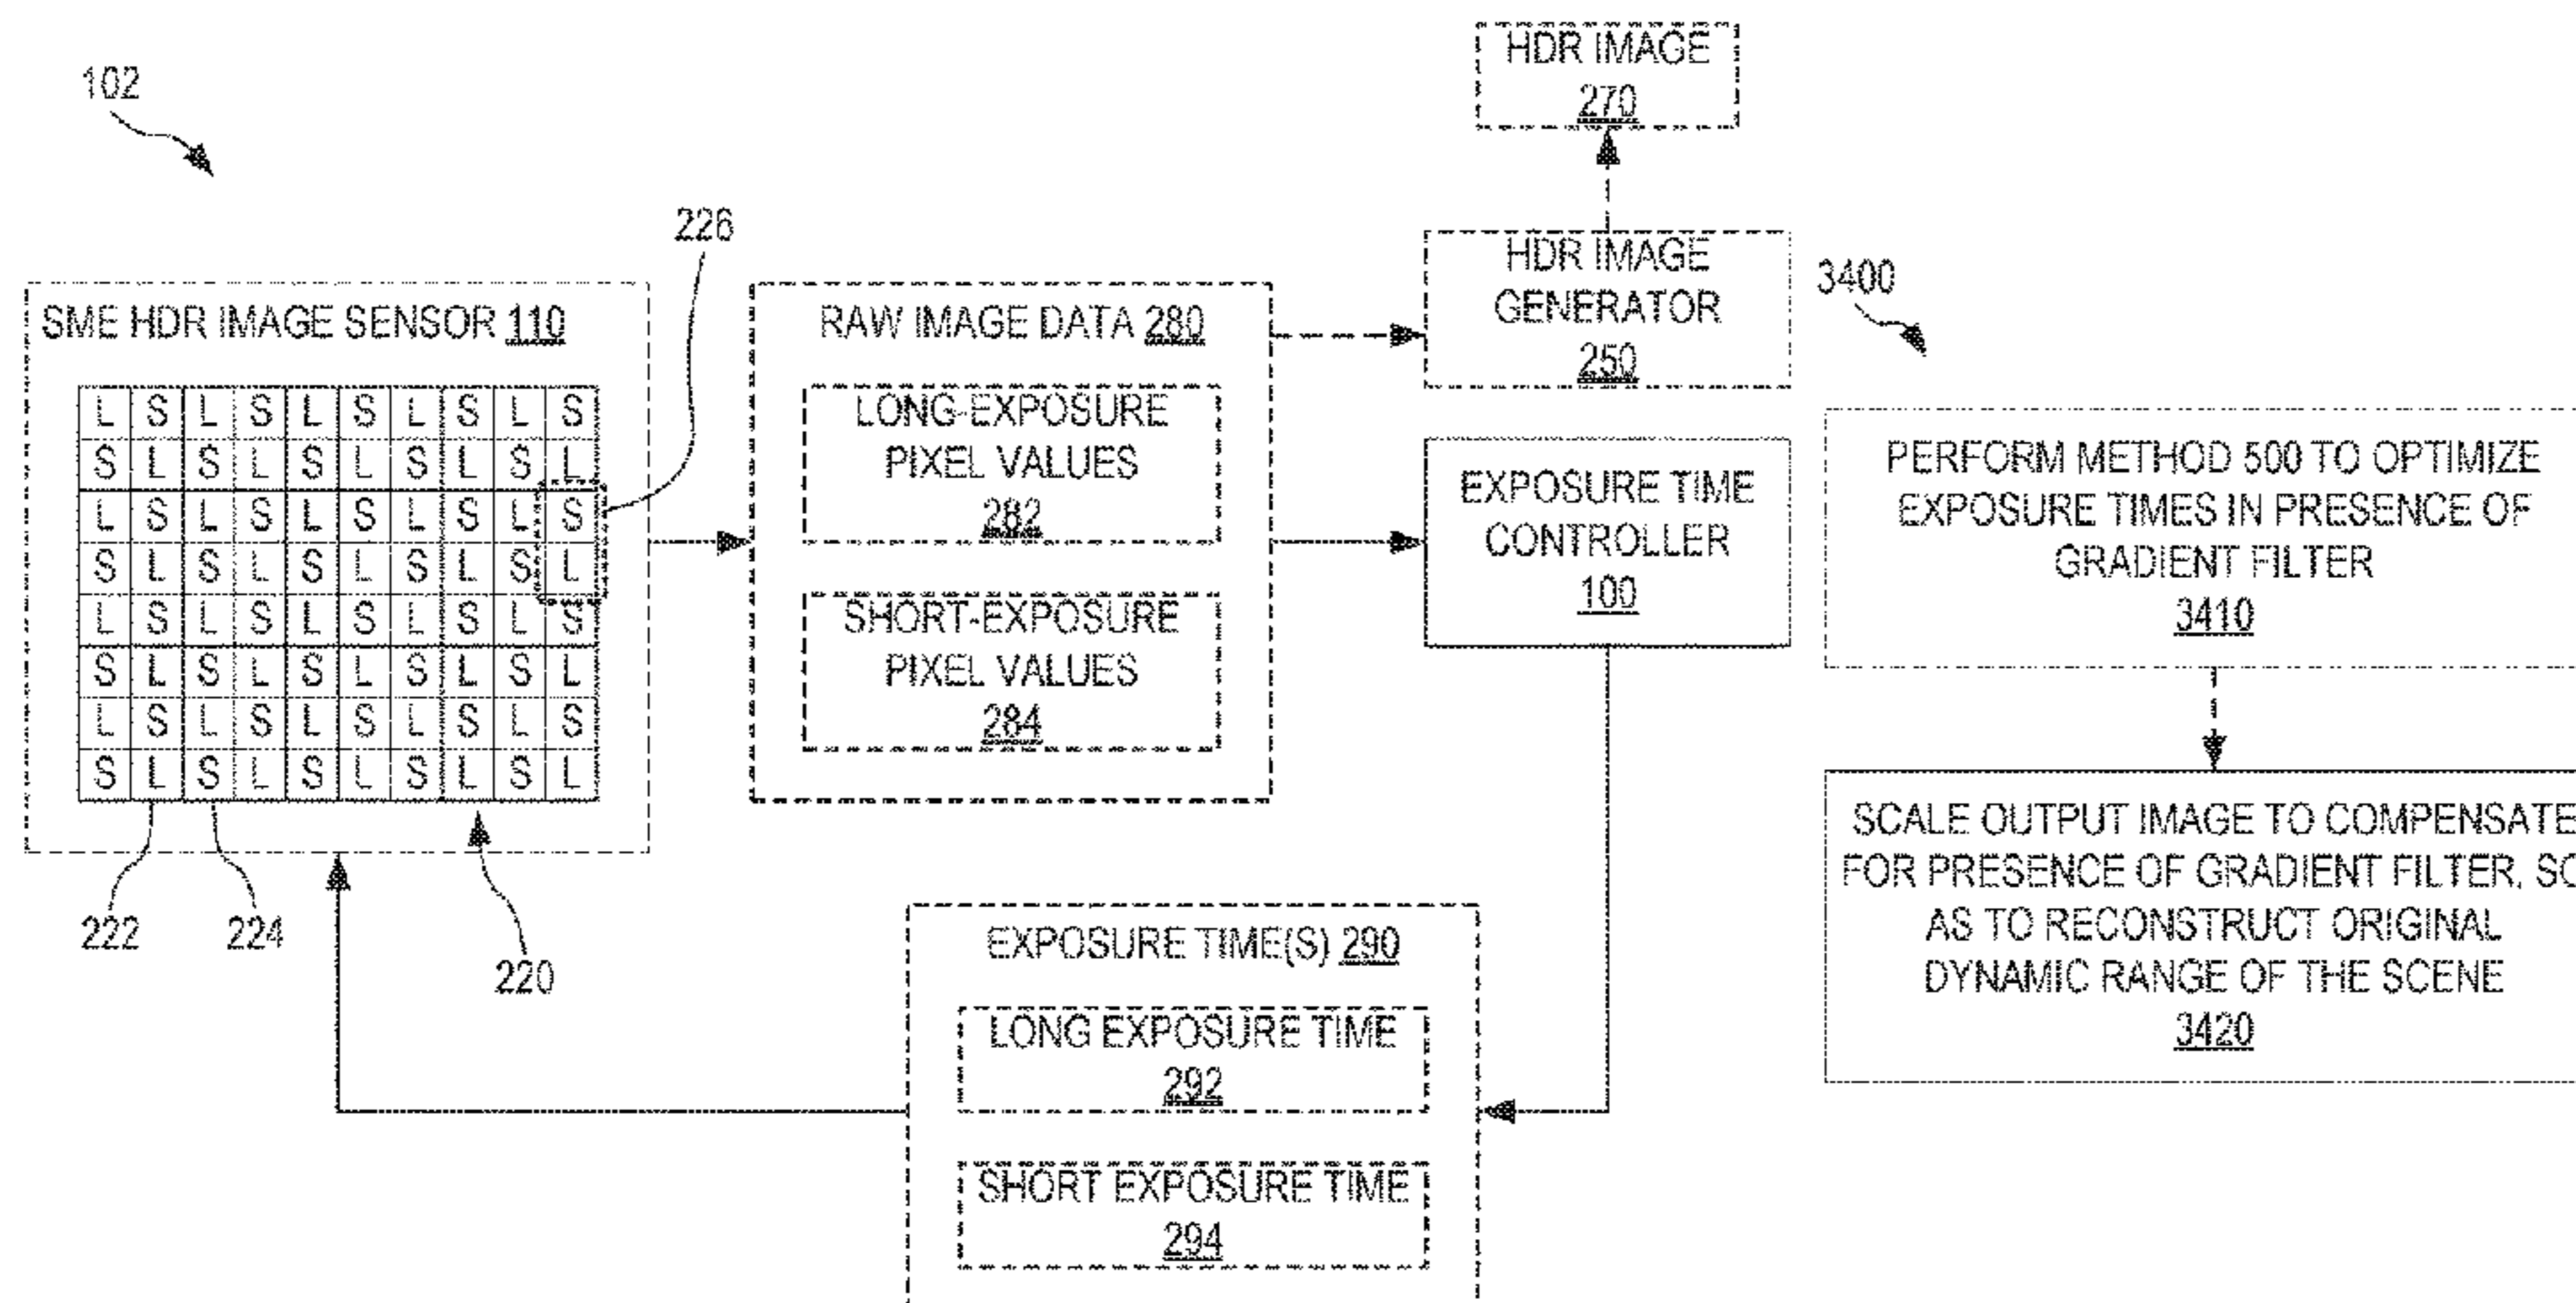 102
226
SME HDR IMAGE SENSOR 110
L S L S L S L S L S
S L S L S L S L S L
L S L S L S L S L S
S L S L S L S L S L
L S L S L S L S L S
S L S L S L S L S L
L S L S L S L S L S
S L S L S L S L S L
222
224
220
RAW IMAGE DATA 280
LONG-EXPOSURE
PIXEL VALUES
282
SHORT-EXPOSURE
PIXEL VALUES
284
HDR IMAGE
270
HDR IMAGE
GENERATOR
250
EXPOSURE TIME
CONTROLLER
100
EXPOSURE TIME(S) 290
LONG EXPOSURE TIME
292
SHORT EXPOSURE TIME
294
3400
PERFORM METHOD 500 TO OPTIMIZE
EXPOSURE TIMES IN PRESENCE OF
GRADIENT FILTER
3410
SCALE OUTPUT IMAGE TO COMPENSATE
FOR PRESENCE OF GRADIENT FILTER, SO
AS TO RECONSTRUCT ORIGINAL
DYNAMIC RANGE OF THE SCENE
3420